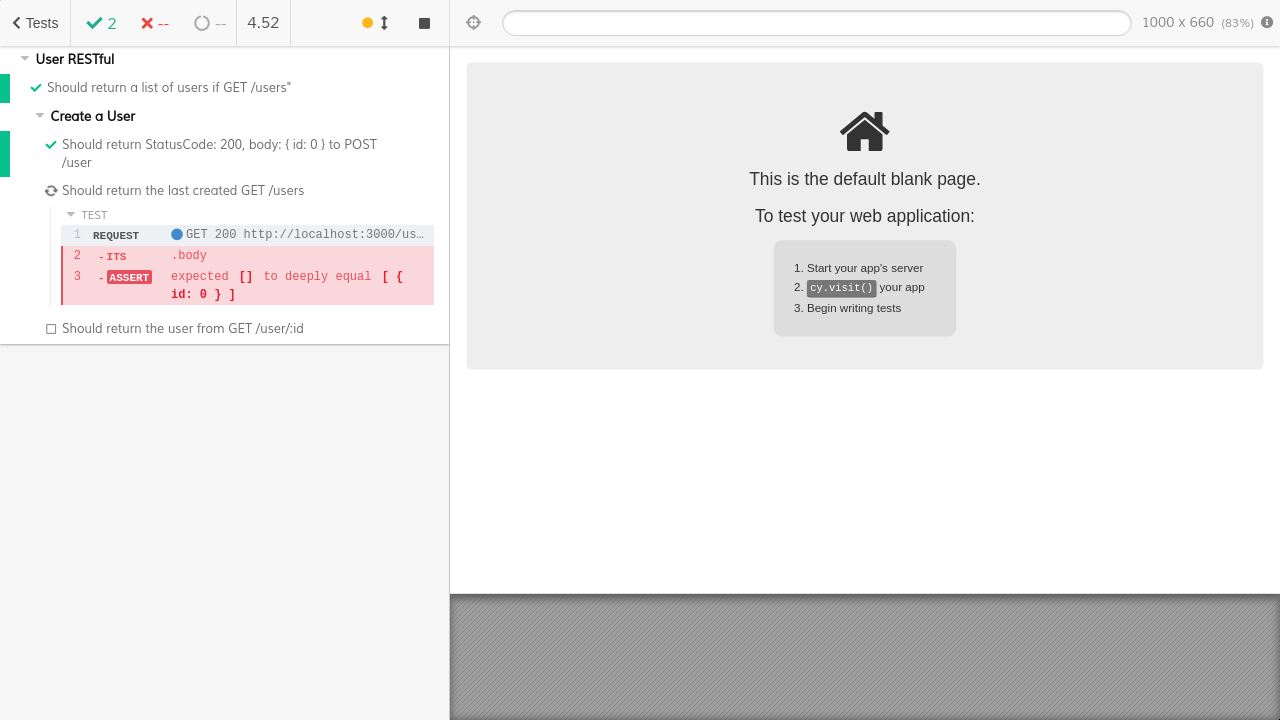 Tests
2
--
--
4.52
1000 x 660 (83%)
User RESTful
Should return a list of users if GET /users"
Create a User
Should return StatusCode: 200, body: { id: 0 } to POST
/user
Should return the last created GET /users
TEST
1 REQUEST GET 200 http://localhost:3000/us…
2 - ITS .body
3 - ASSERT expected [] to deeply equal [ {
id: 0 } ]
Should return the user from GET /user/:id
This is the default blank page.
To test your web application:
1. Start your app's server
2. cy.visit() your app
3. Begin writing tests